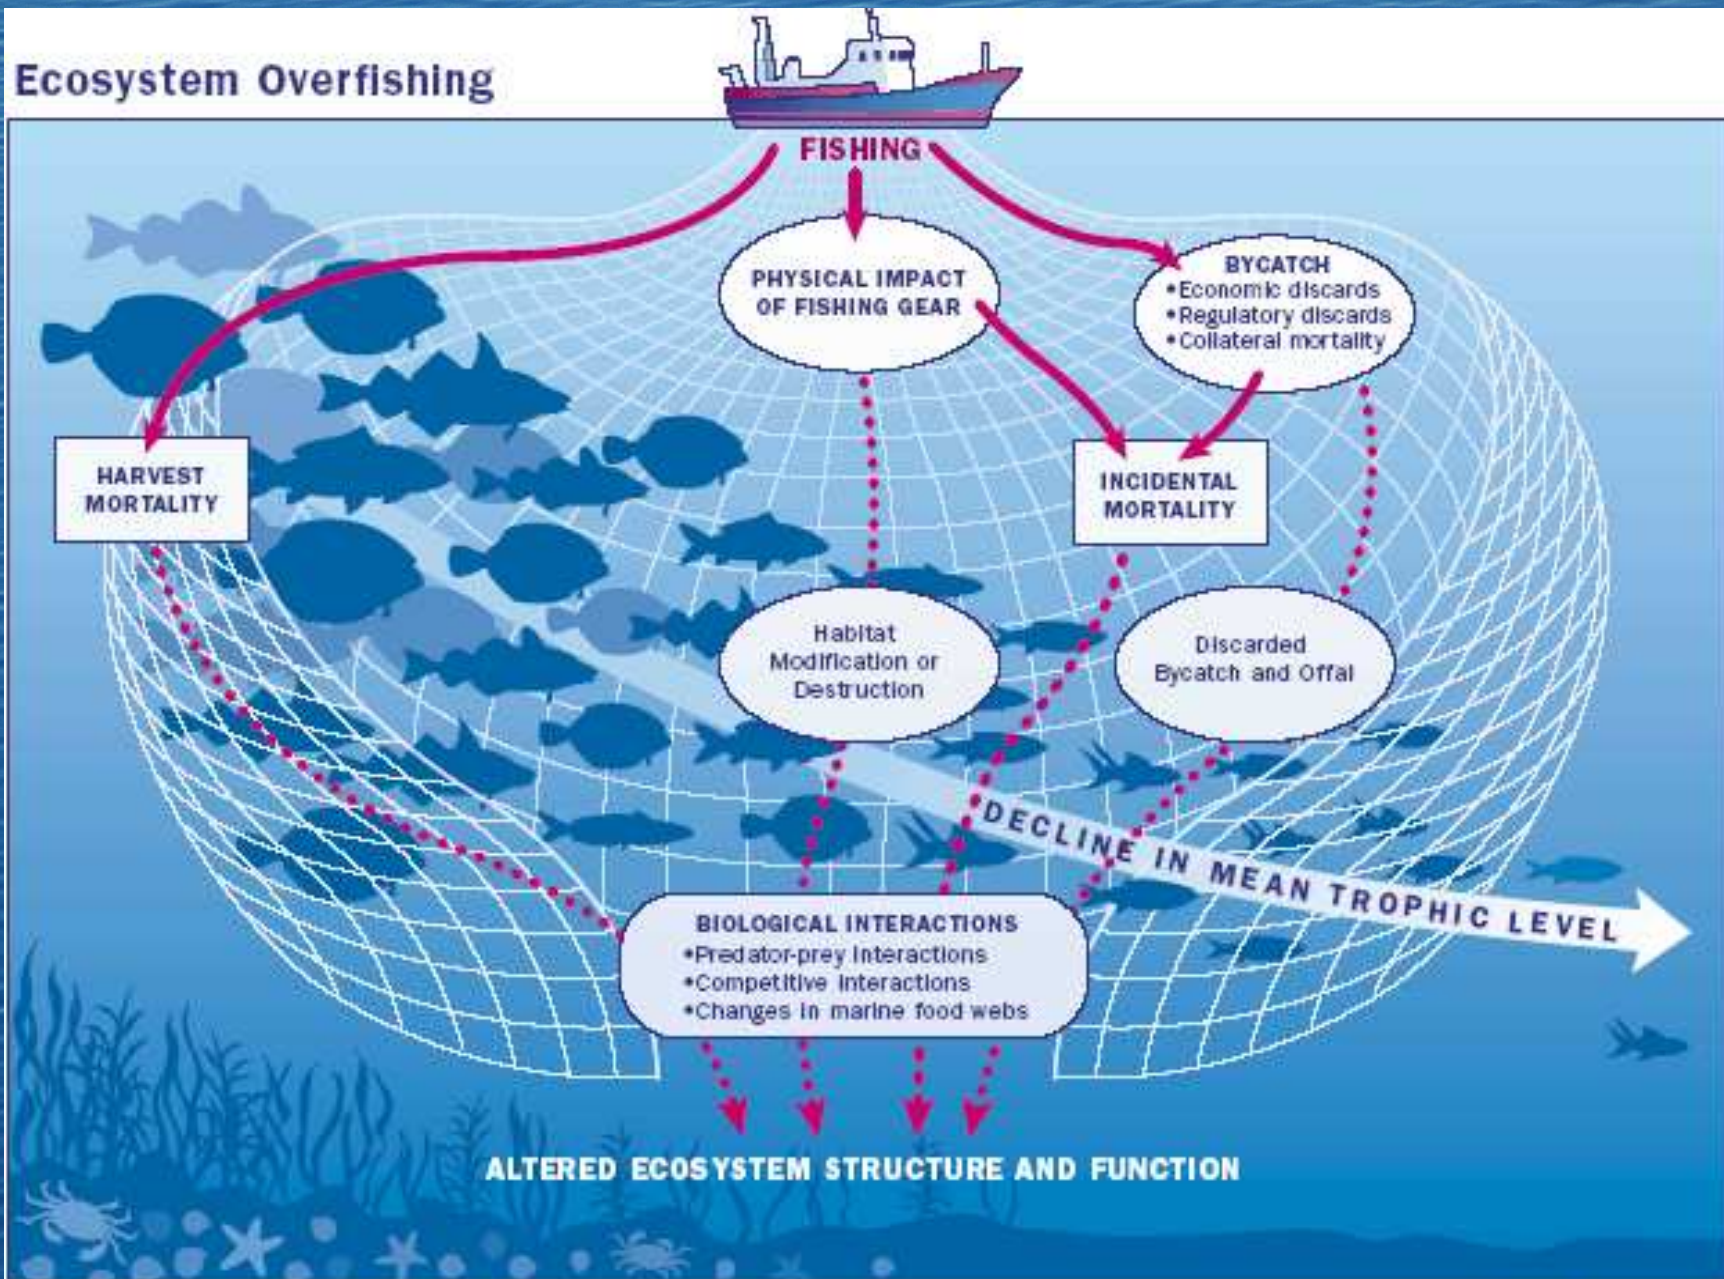 Ecosystem Overfishing
FISHING
PHYSICAL IMPACT
OF FISHING GEAR
BYCATCH
•Economic discards
•Regulatory discards
•Collateral mortality
HARVEST
MORTALITY
INCIDENTAL
MORTALITY
Habitat
Modification or
Destruction
Discarded
Bycatch and Offal
DECLINE IN MEAN TROPHIC LEVEL
BIOLOGICAL INTERACTIONS
•Predator-prey interactions
•Competitive interactions
•Changes in marine food webs
ALTERED ECOSYSTEM STRUCTURE AND FUNCTION